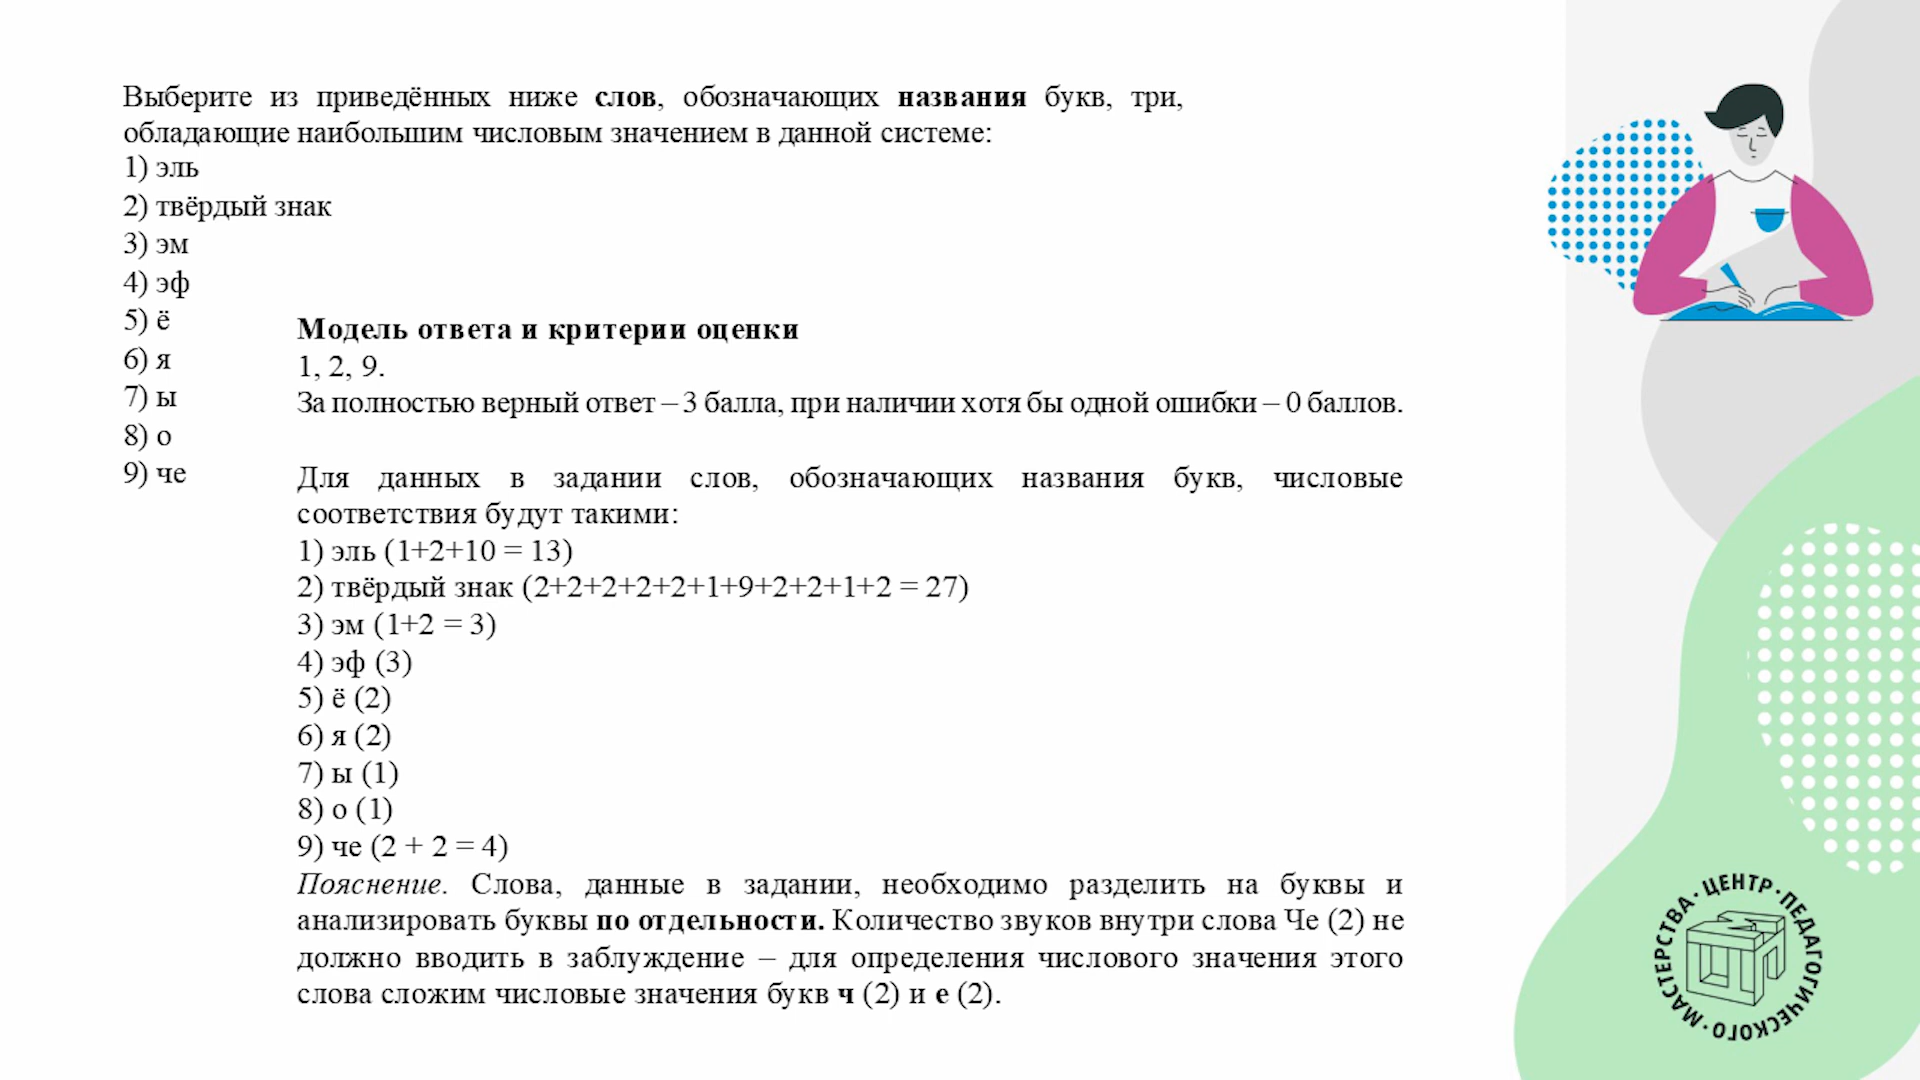 Выберите из приведённых ниже слов, обозначающих названия букв, три,
обладающие наибольшим числовым значением в данной системе:
1) эль
2) твёрдый знак
3) эм
4) эф
5) ё
6) я
7) ы
8) о
9) че
Модель ответа и критерии оценки
1, 2, 9.
За полностью верный ответ – 3 балла, при наличии хотя бы одной ошибки – 0 баллов.
Для данных в задании слов, обозначающих названия букв, числовые
соответствия будут такими:
1) эль (1+2+10 = 13)
2) твёрдый знак (2+2+2+2+2+1+9+2+2+1+2 = 27)
3) эм (1+2 = 3)
4) эф (3)
5) ё (2)
6) я (2)
7) ы (1)
8) о (1)
9) че (2 + 2 = 4)
Пояснение. Слова, данные в задании, необходимо разделить на буквы и
анализировать буквы по отдельности. Количество звуков внутри слова Че (2) не
должно вводить в заблуждение – для определения числового значения этого
слова сложим числовые значения букв ч (2) и е (2).
ЦЕНТР · ПЕДАГОГИЧЕСКОГО · МАСТЕРСТВА ·